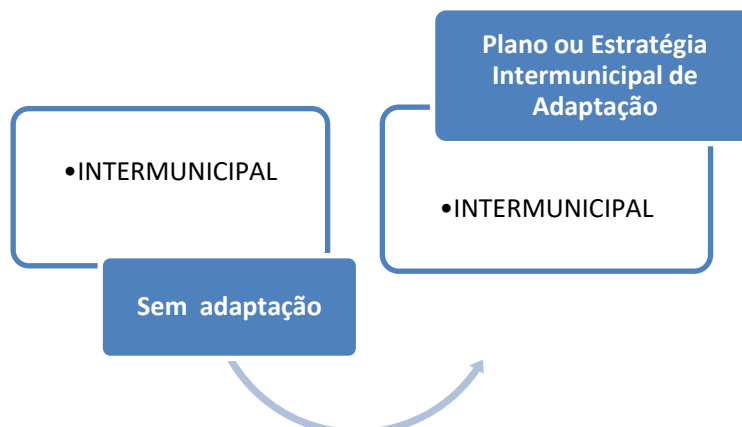 •INTERMUNICIPAL
Sem adaptação
Plano ou Estratégia
Intermunicipal de
Adaptação
•INTERMUNICIPAL